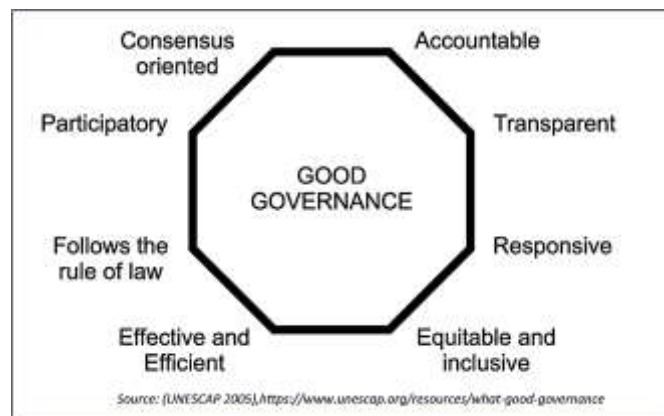 Consensus
oriented
Accountable
Participatory
Transparent
GOOD
GOVERNANCE
Follows the
rule of law
Responsive
Effective and
Efficient
Equitable and
inclusive
Source: (UNESCAP 2005),https://www.unescap.org/resources/what-good-governance